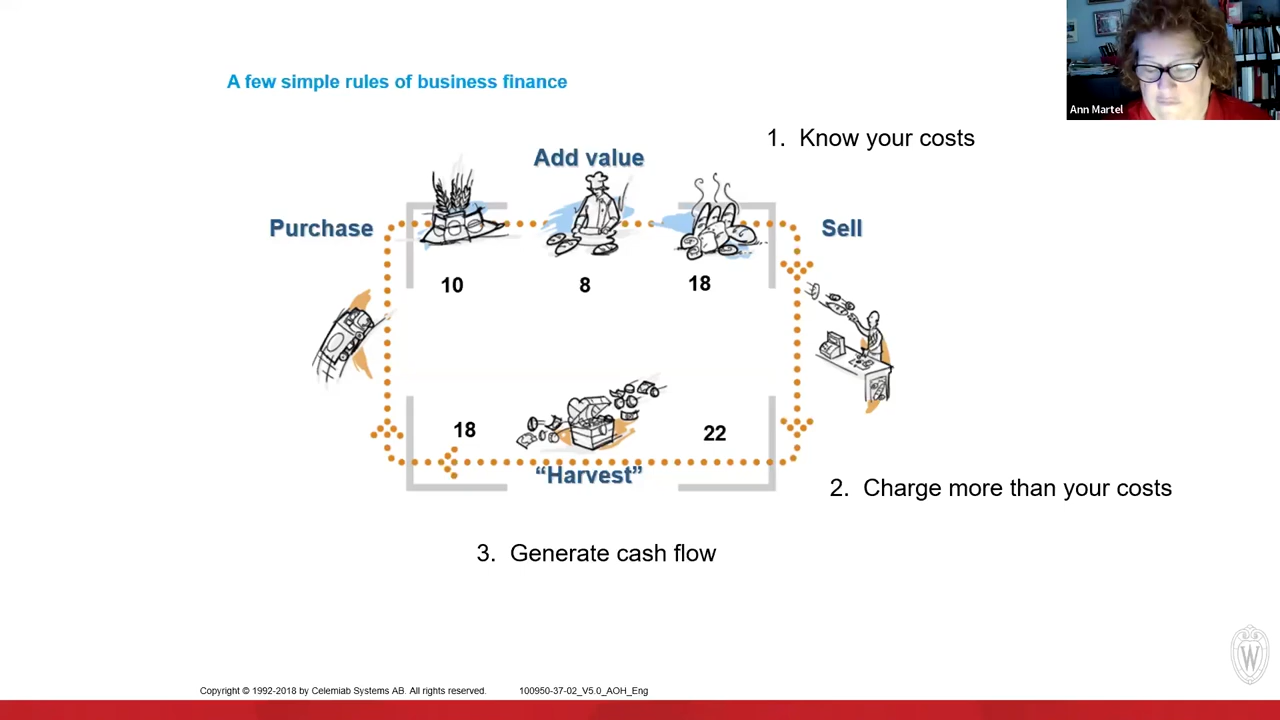 A few simple rules of business finance
Ann Martel
1. Know your costs
Add value
Purchase
Sell
10
8
18
18
22
“Harvest”
2. Charge more than your costs
3. Generate cash flow
W
Copyright © 1992-2018 by Celemiab Systems AB. All rights reserved. 100950-37-02_V5.0_AOH_Eng